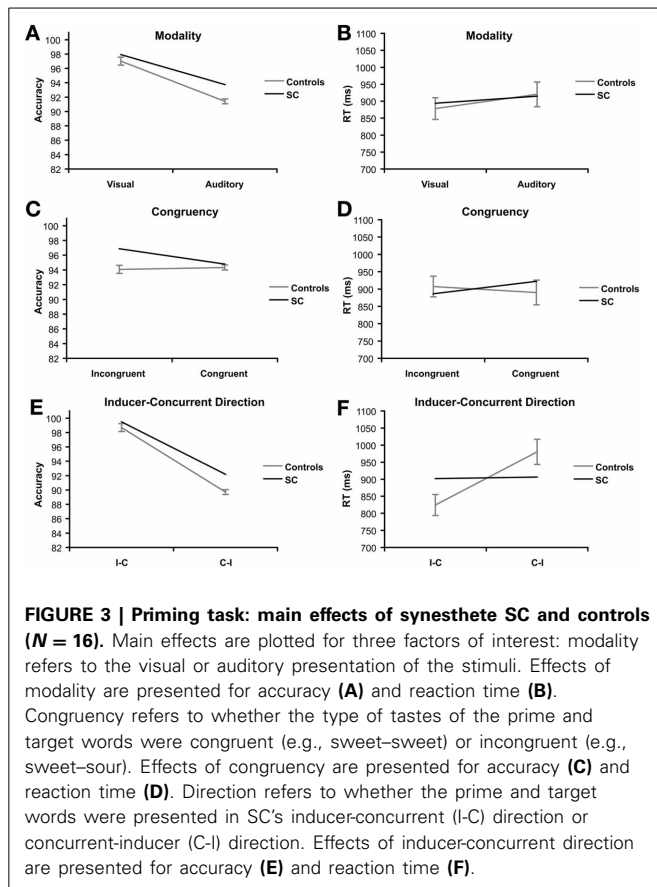 A
Modality
Accuracy
100
98
96
94
92
90
88
86
84
82
Visual
Auditory
Controls
SC
B
Modality
RT (ms)
1100
1050
1000
950
900
850
800
750
700
Visual
Auditory
Controls
SC
C
Congruency
Accuracy
100
98
96
94
92
90
88
86
84
82
Incongruent
Congruent
Controls
SC
D
Congruency
RT (ms)
1100
1050
1000
950
900
850
800
750
700
Incongruent
Congruent
Controls
SC
E
Inducer-Concurrent Direction
Accuracy
100
98
96
94
92
90
88
86
84
82
I-C
C-I
Controls
SC
F
Inducer-Concurrent Direction
RT (ms)
1100
1050
1000
950
900
850
800
750
700
I-C
C-I
Controls
SC
FIGURE 3 | Priming task: main effects of synesthete SC and controls
(N = 16). Main effects are plotted for three factors of interest: modality
refers to the visual or auditory presentation of the stimuli. Effects of
modality are presented for accuracy (A) and reaction time (B).
Congruency refers to whether the type of tastes of the prime and
target words were congruent (e.g., sweet–sweet) or incongruent (e.g.,
sweet–sour). Effects of congruency are presented for accuracy (C) and
reaction time (D). Direction refers to whether the prime and target
words were presented in SC's inducer-concurrent (I-C) direction or
concurrent-inducer (C-I) direction. Effects of inducer-concurrent direction
are presented for accuracy (E) and reaction time (F).